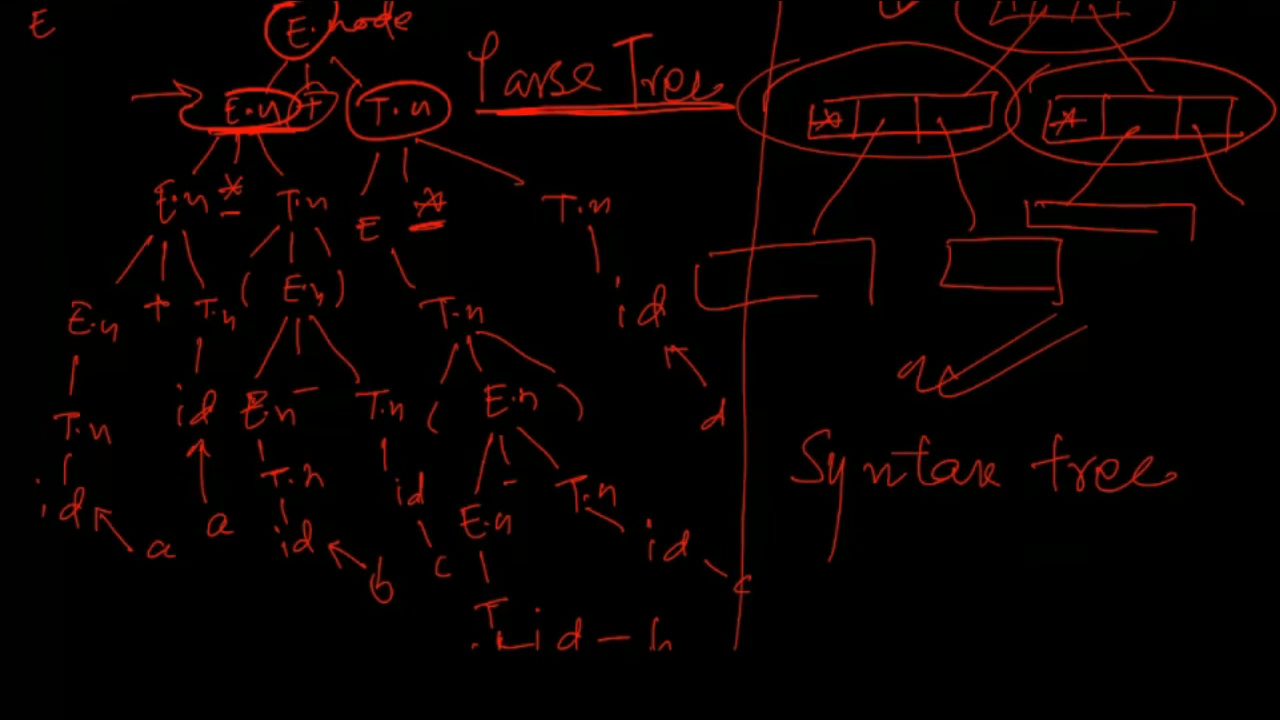 E
E.node
Parse Tree
E.n + T.n
* *
E.n * T.n E * T.n
E.n + T.n ( E.n ) T.n id
id E.n - T.n ( E.n ) d
T.n T.n id E.n - T.n
id a id c id c
a b
T id - b
Syntax tree